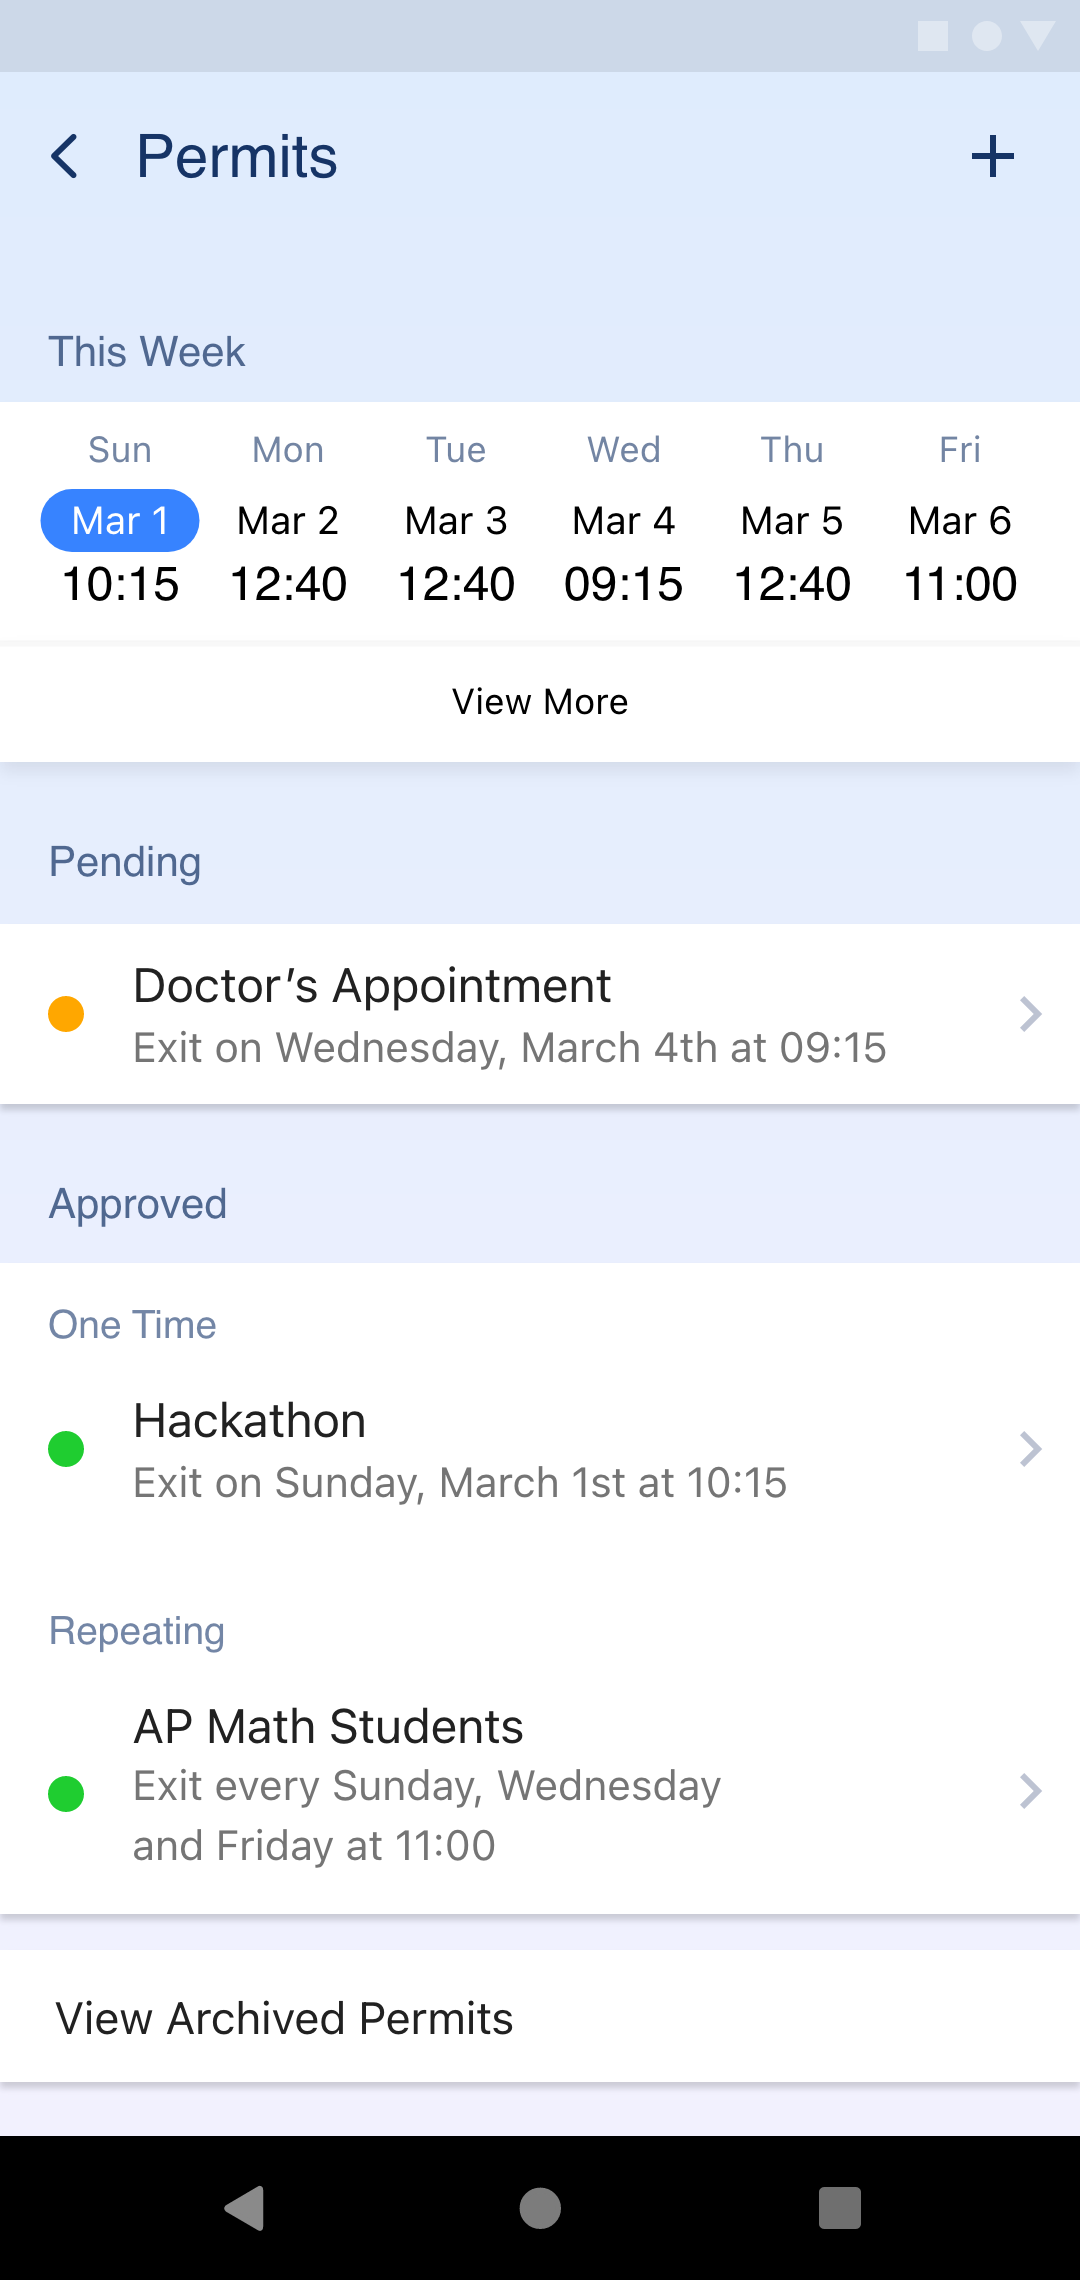 Permits
This Week
Sun Mon Tue Wed Thu Fri
Mar 1 Mar 2 Mar 3 Mar 4 Mar 5 Mar 6
10:15 12:40 12:40 09:15 12:40 11:00
View More
Pending
Doctor’s Appointment
Exit on Wednesday, March 4th at 09:15
Approved
One Time
Hackathon
Exit on Sunday, March 1st at 10:15
Repeating
AP Math Students
Exit every Sunday, Wednesday
and Friday at 11:00
View Archived Permits